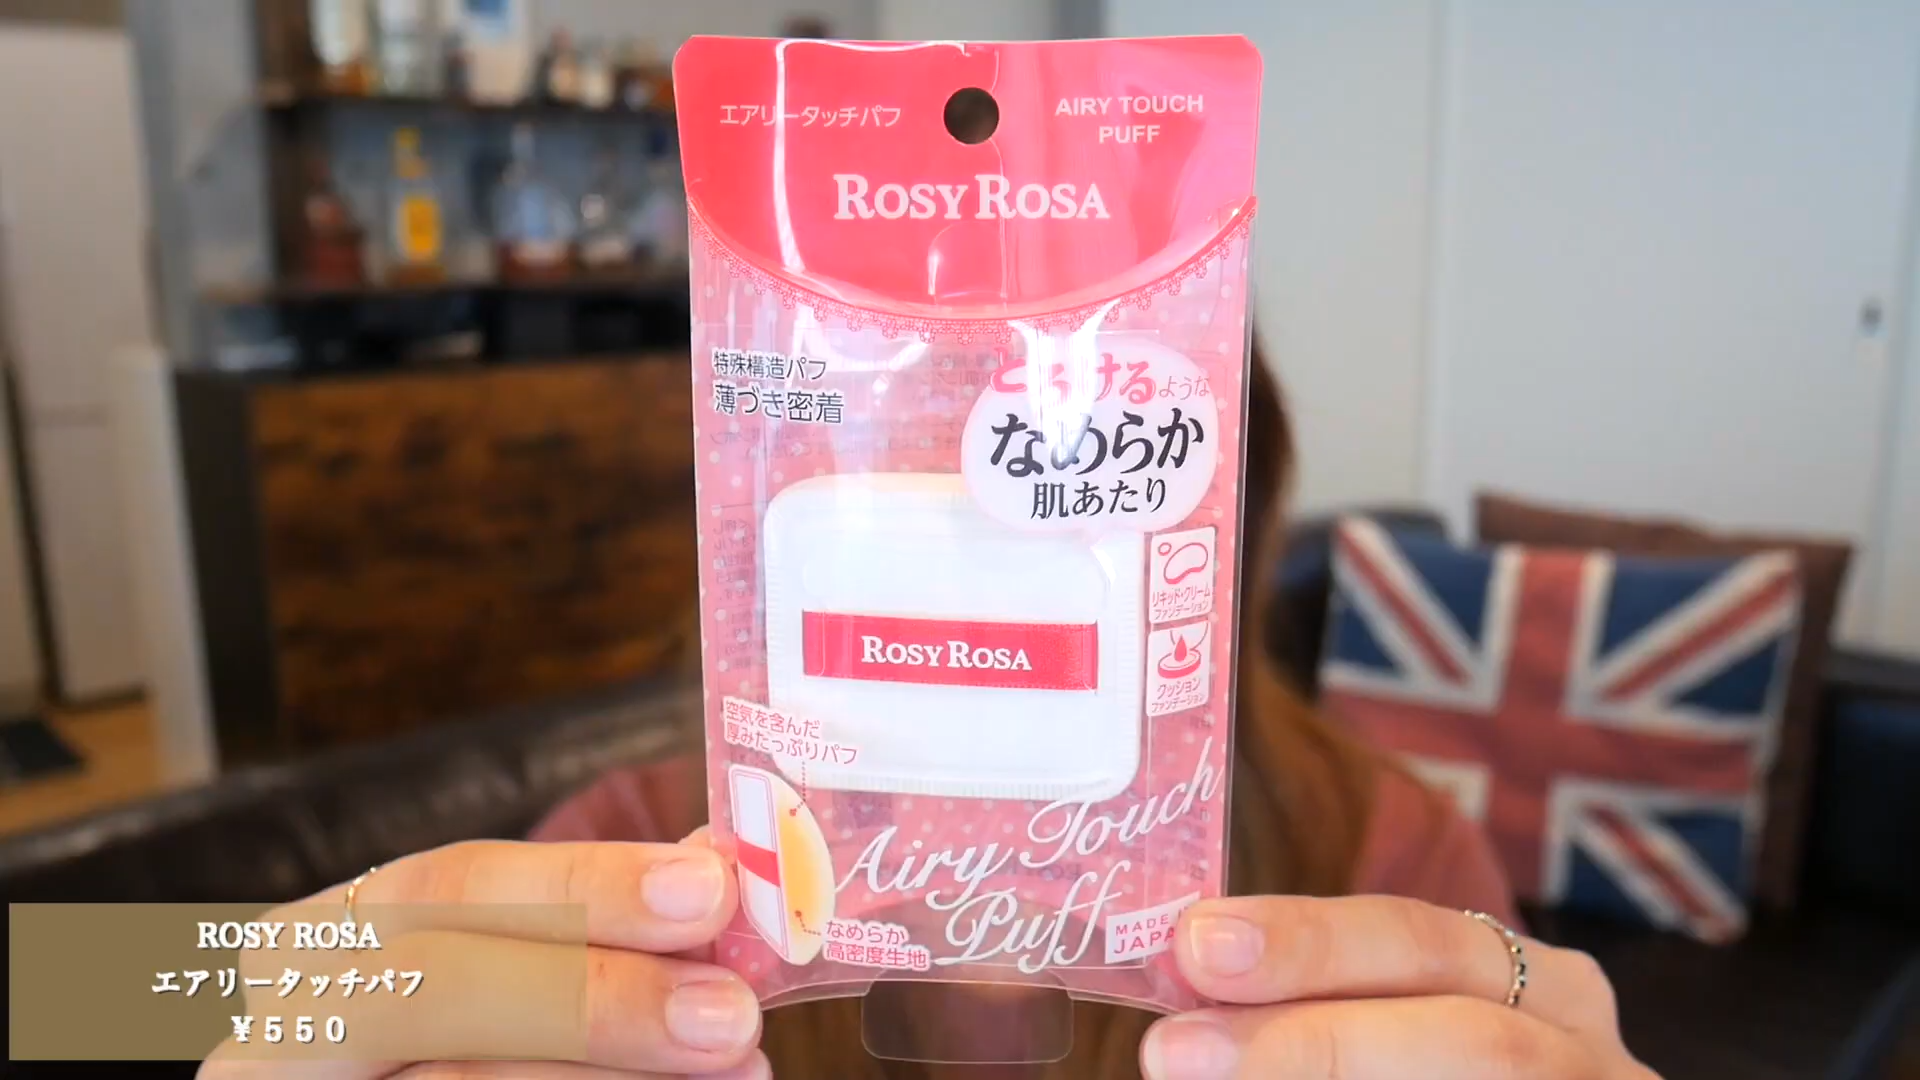 エアリータッチパフ
AIRY TOUCH
PUFF
ROSY ROSA
特殊構造パフ
薄づき密着
とろけるような
なめらか
肌あたり
リキッド・クリーム
ファンデーション
クッション
ファンデーション
ROSY ROSA
空気を含んだ
厚みたっぷりパフ
Airy Touch
Puff
なめらか
高密度生地
MADE IN
JAPA
ROSY ROSA
エアリータッチパフ
￥５５０